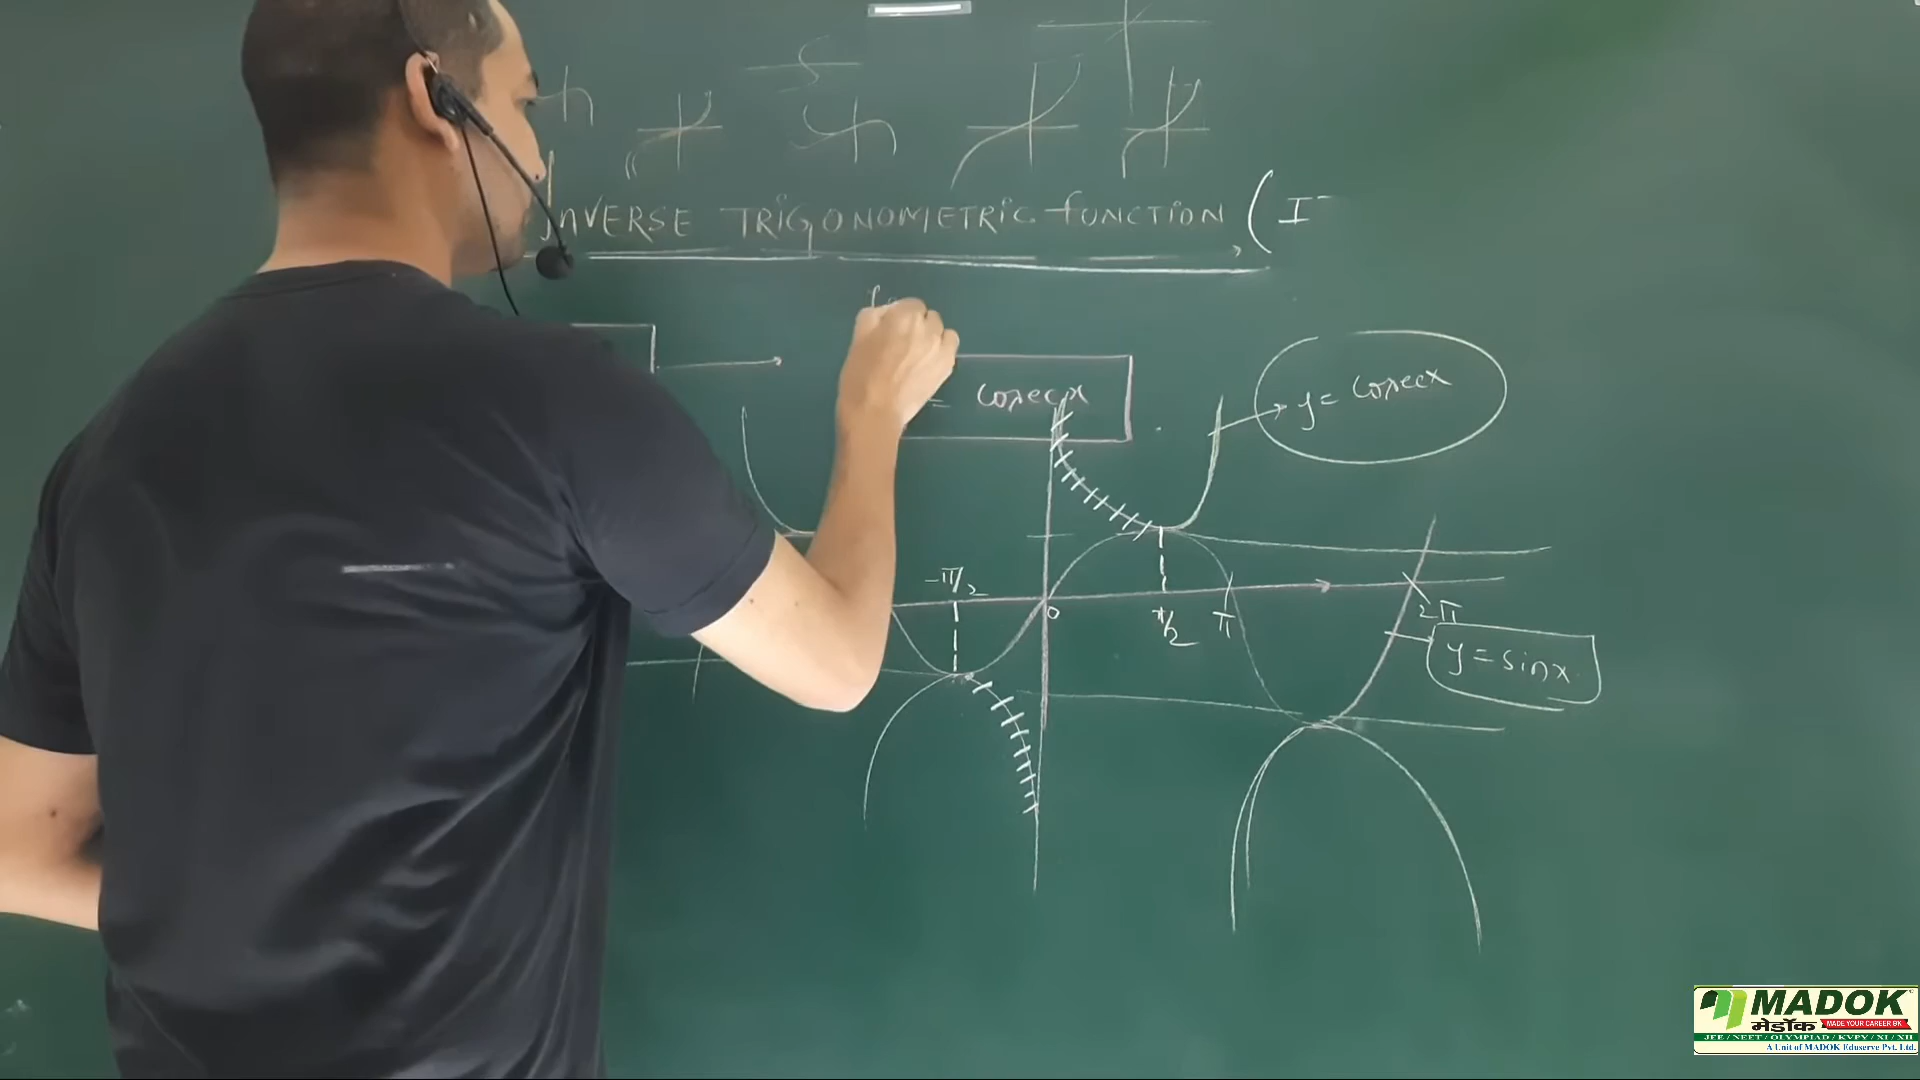 INVERSE TRIGONOMETRIC FUNCTION (I
= cosecx
y = cosecx
-π/2
0
π/2
π
2π
y = sinx
MADOK
मेडॉक MADE YOUR CAREER BK
JEE / NEET / OLYMPIAD / KVPY / XI / XII
A Unit of MADOK Eduserve Pvt. Ltd.